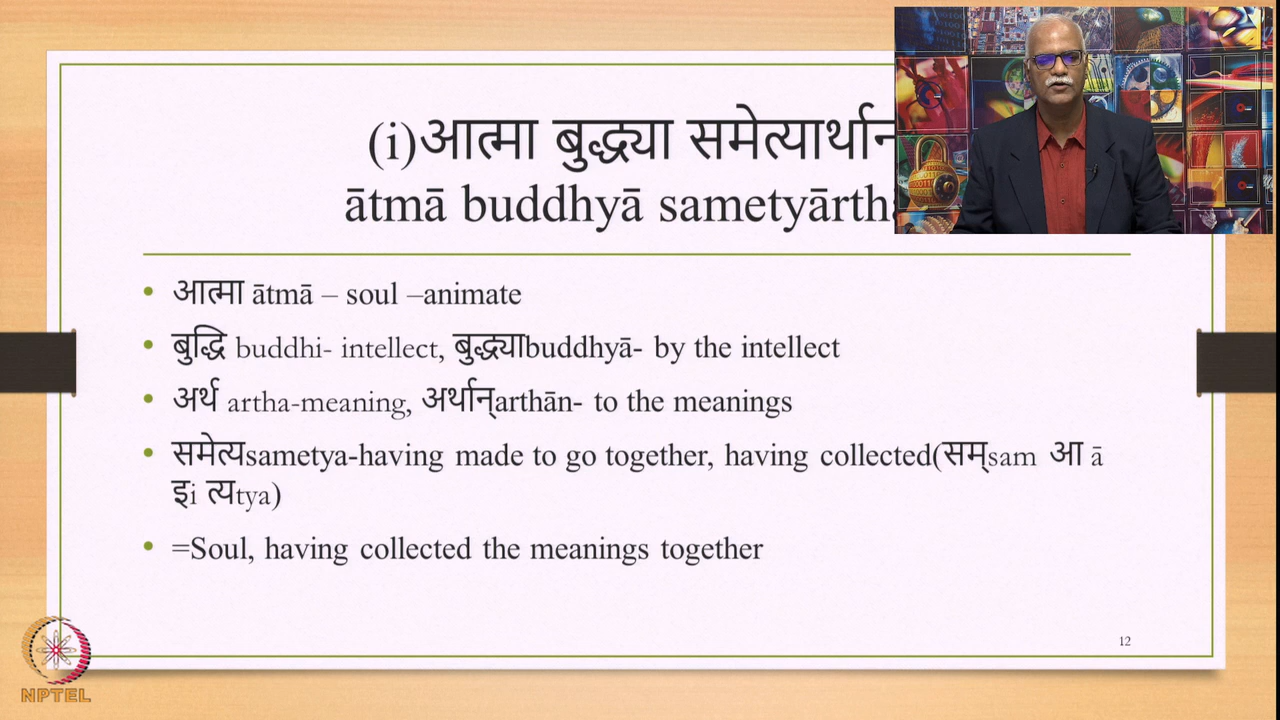 (i)आत्मा बुद्ध्या समेत्यार्थान
ātmā buddhyā sametyārth
• आत्मा ātmā – soul –animate
• बुद्धि buddhi- intellect, बुद्ध्याbuddhyā- by the intellect
• अर्थ artha-meaning, अर्थान्arthān- to the meanings
• समेत्यsametya-having made to go together, having collected(सम्sam आ ā
इi त्यtya)
• =Soul, having collected the meanings together
12
NPTEL